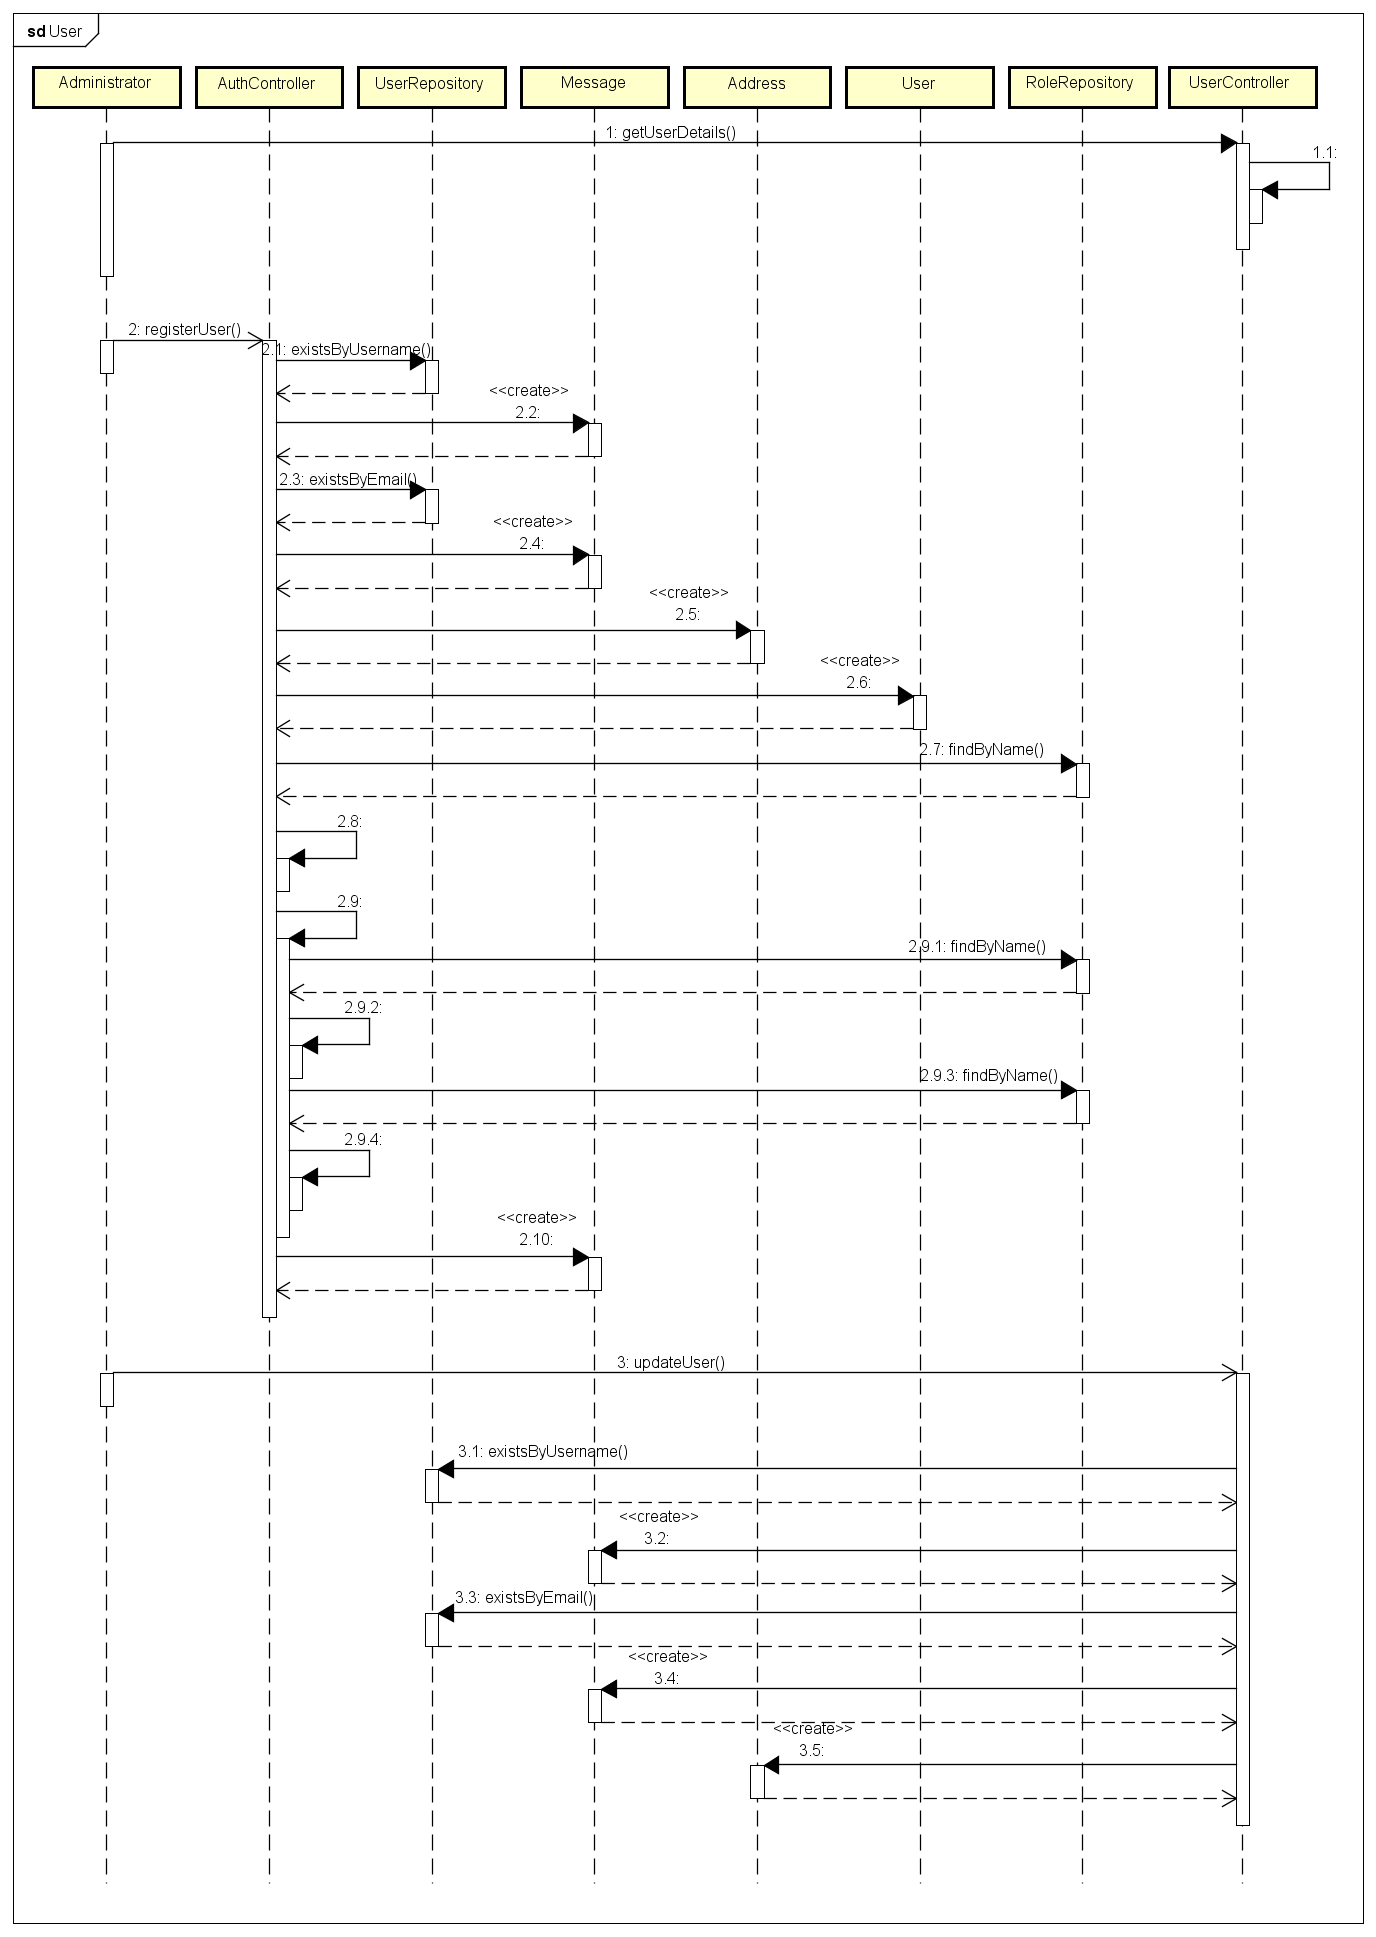 sd User
Administrator
AuthController
UserRepository
Message
Address
User
RoleRepository
UserController
1: getUserDetails()
1.1:
2: registerUser()
2.1: existsByUsername()
<<create>>
2.2:
2.3: existsByEmail()
<<create>>
2.4:
<<create>>
2.5:
<<create>>
2.6:
2.7: findByName()
2.8:
2.9:
2.9.1: findByName()
2.9.2:
2.9.3: findByName()
2.9.4:
<<create>>
2.10:
3: updateUser()
3.1: existsByUsername()
<<create>>
3.2:
3.3: existsByEmail()
<<create>>
3.4:
<<create>>
3.5: